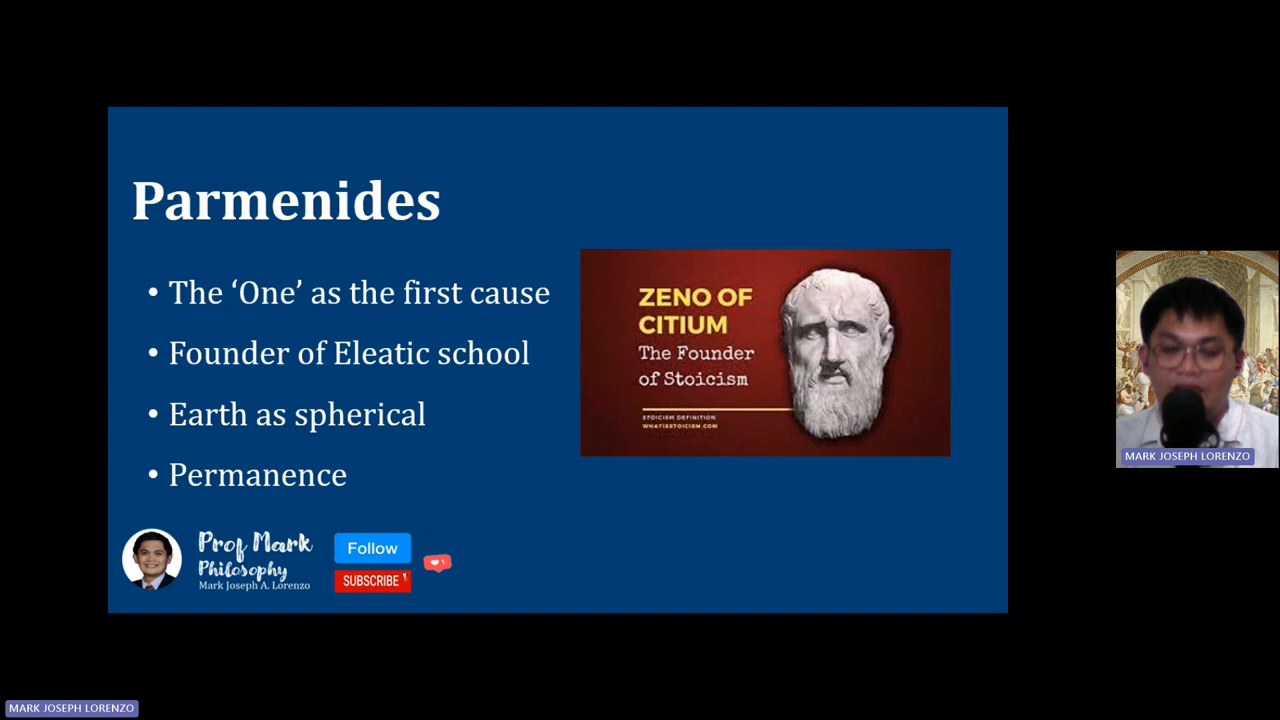 Parmenides
• The ‘One’ as the first cause
• Founder of Eleatic school
• Earth as spherical
• Permanence
ZENO OF
CITIUM
The Founder
of Stoicism
STOICISM DEFINITION
WHATISSTOICISM.COM
Prof Mark
Philosophy
Mark Joseph A. Lorenzo
Follow
SUBSCRIBE
1
MARK JOSEPH LORENZO
MARK JOSEPH LORENZO